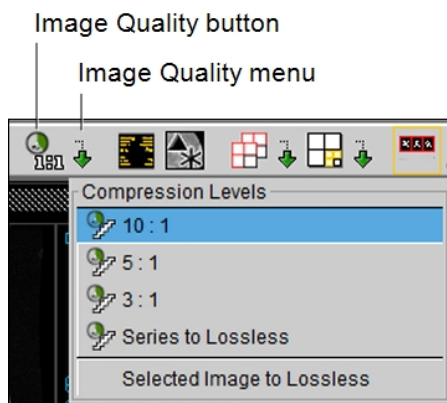 Image Quality button
Image Quality menu
1:1
Compression Levels
10 : 1
5 : 1
3 : 1
Series to Lossless
Selected Image to Lossless